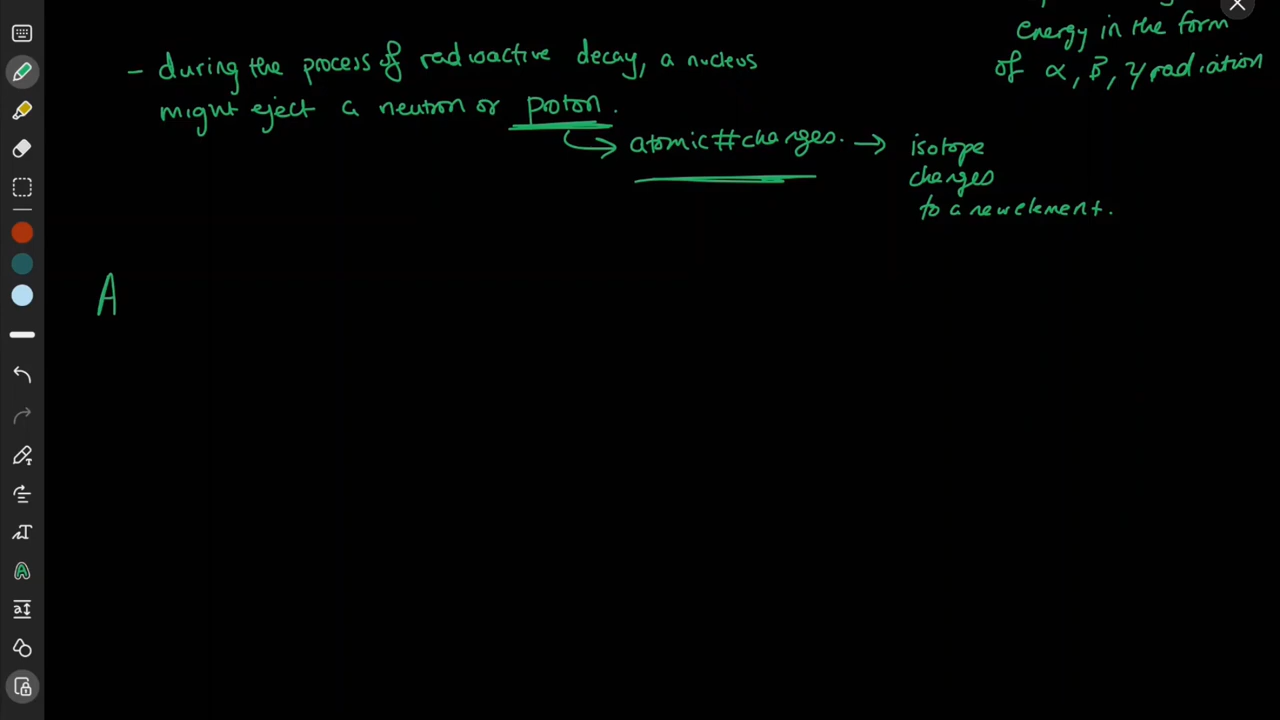 energy in the form
of α, β, γ radiation
- during the process of radioactive decay, a nucleus
might eject a neutron or proton.
atomic # changes. → isotope
changes
to a new element.
A